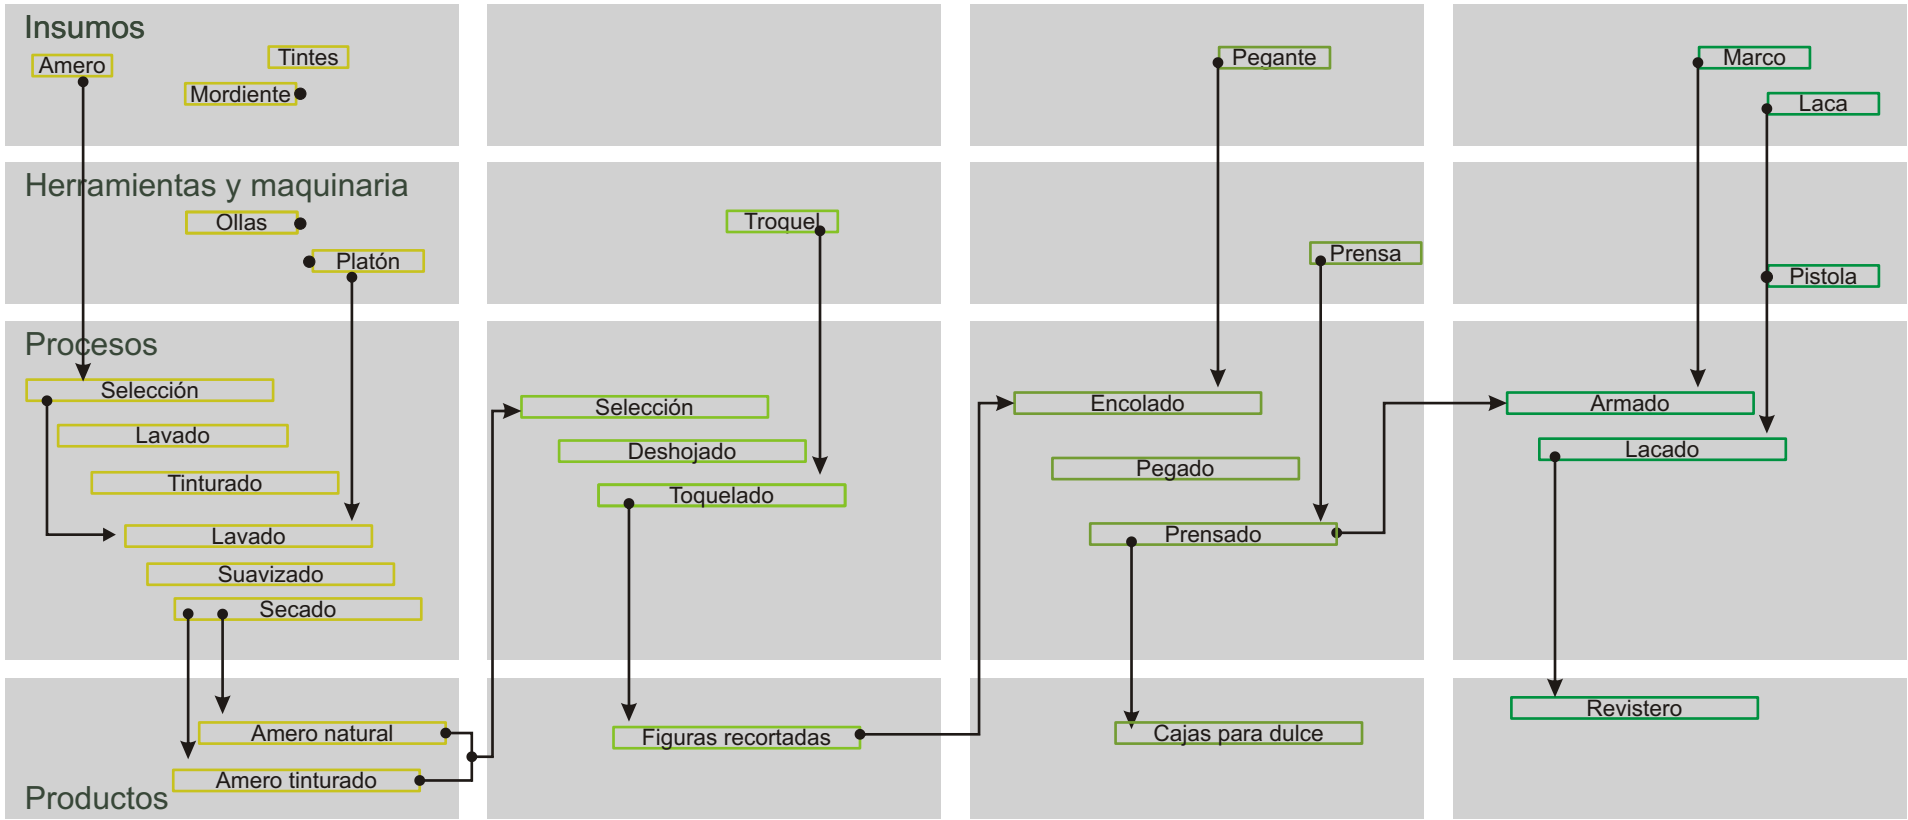 Insumos
Amero
Tintes
Mordiente
Pegante
Marco
Laca
Herramientas y maquinaria
Ollas
Platón
Troquel
Prensa
Pistola
Procesos
Selección
Lavado
Tinturado
Lavado
Suavizado
Secado
Selección
Deshojado
Toquelado
Encolado
Pegado
Prensado
Armado
Lacado
Amero natural
Amero tinturado
Productos
Figuras recortadas
Cajas para dulce
Revistero